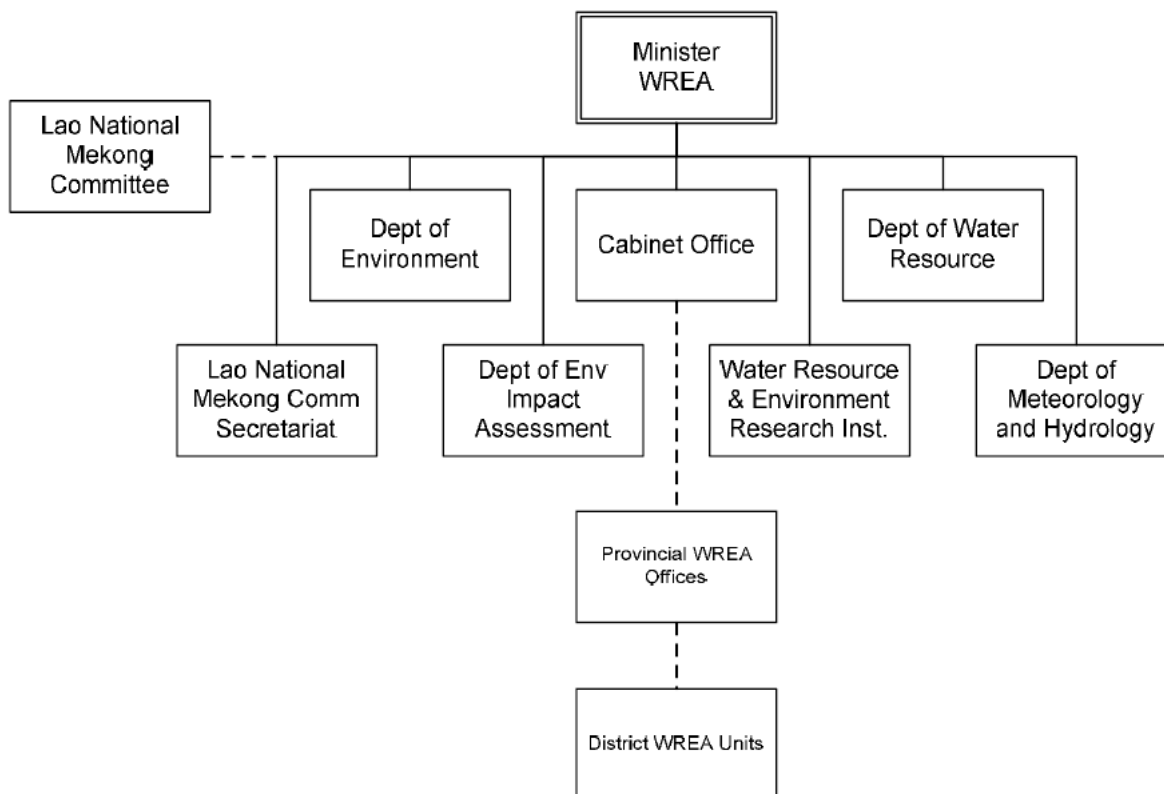 Minister
WREA
Lao National
Mekong
Committee
Dept of
Environment
Cabinet Office
Dept of Water
Resource
Lao National
Mekong Comm
Secretariat
Dept of Env
Impact
Assessment
Water Resource
& Environment
Research Inst.
Dept of
Meteorology
and Hydrology
Provincial WREA
Offices
District WREA Units